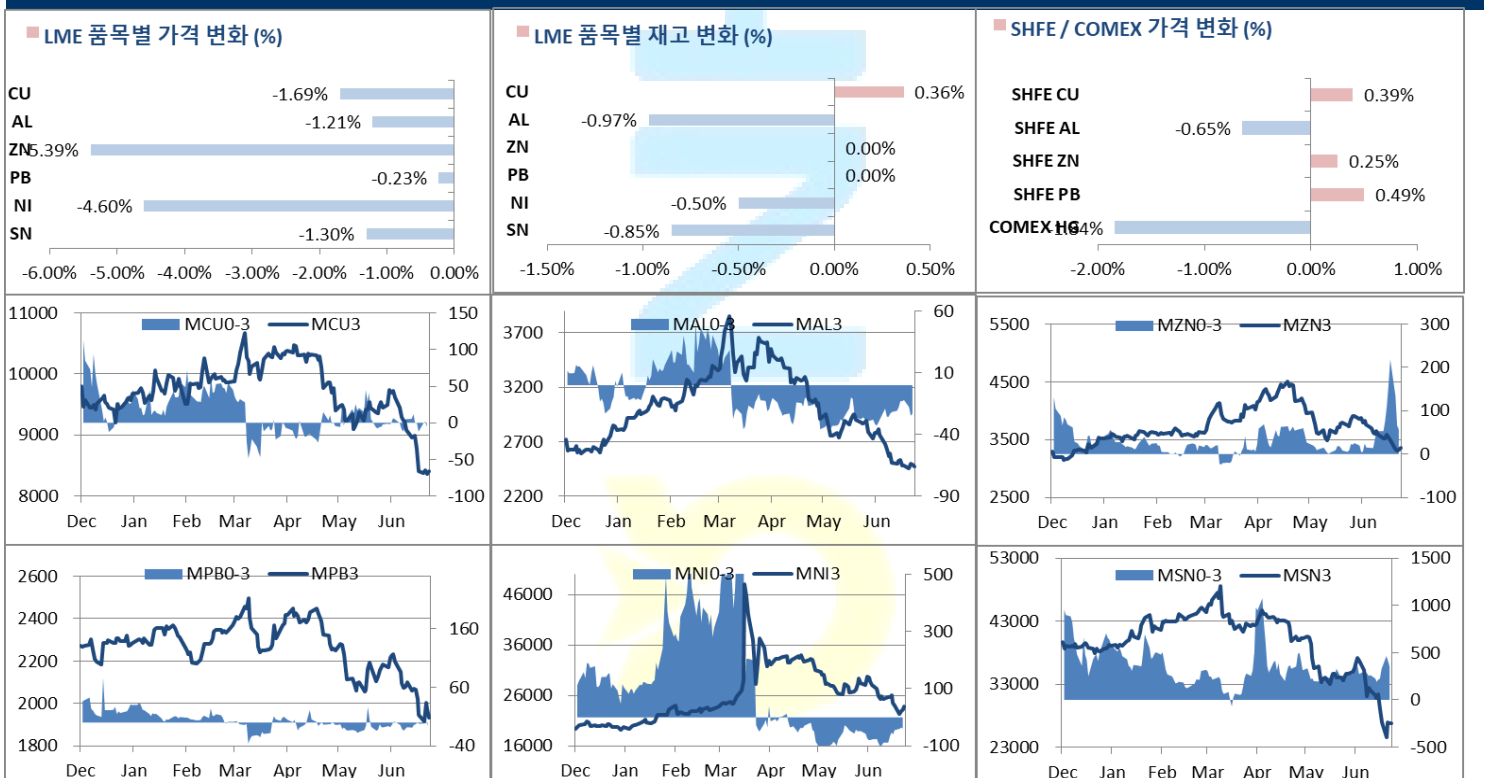 LME 품목별 가격 변화 (%)
CU -1.69%
AL -1.21%
ZN -5.39%
PB -0.23%
NI -4.60%
SN -1.30%
-6.00% -5.00% -4.00% -3.00% -2.00% -1.00% 0.00%
LME 품목별 재고 변화 (%)
CU 0.36%
AL -0.97%
ZN 0.00%
PB 0.00%
NI -0.50%
SN -0.85%
-1.50% -1.00% -0.50% 0.00% 0.50%
SHFE / COMEX 가격 변화 (%)
SHFE CU 0.39%
SHFE AL -0.65%
SHFE ZN 0.25%
SHFE PB 0.49%
COMEX HG -1.84%
-2.00% -1.00% 0.00% 1.00%
MCU0-3 MCU3
11000 150
100
10000 50
0
9000 -50
8000 -100
Dec Jan Feb Mar Apr May Jun
MAL0-3 MAL3
60
3700
10
3200
2700 -40
2200 -90
Dec Jan Feb Mar Apr May Jun
MZN0-3 MZN3
5500 300
4500 200
100
3500 0
2500 -100
Dec Jan Feb Mar Apr May Jun
MPB0-3 MPB3
2600
2400 160
2200
2000 60
1800 -40
Dec Jan Feb Mar Apr May Jun
MNI0-3 MNI3
500
46000
36000 300
26000 100
16000 -100
Dec Jan Feb Mar Apr May Jun
MSN0-3 MSN3
53000 1500
43000 1000
33000 500
0
23000 -500
Dec Jan Feb Mar Apr May Jun